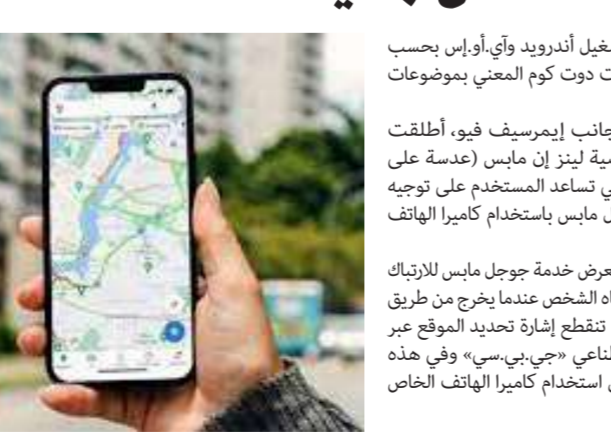 غيل أندرويد وآي.أو.إس بحسب
ت دوت كوم المعني بموضوعات
جانب إيمرسيف فيو، أطلقت
سية لينز إن مابس (عدسة على
ي تساعد المستخدم على توجيه
ل مابس باستخدام كاميرا الهاتف
عرض خدمة جوجل مابس للارتباك
اه الشخص عندما يخرج من طريق
تنقطع إشارة تحديد الموقع عبر
ناعي «جي.بي.سي» وفي هذه
استخدام كاميرا الهاتف الخاص